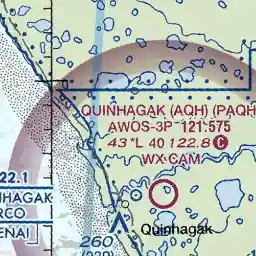 QUINHAGAK (AQH) (PAQH
AWOS-3P 121.575
43 *L 40 122.8 C
WX CAM
22.1
HAGAK
RCO
ENAI]
260
Quinhagak